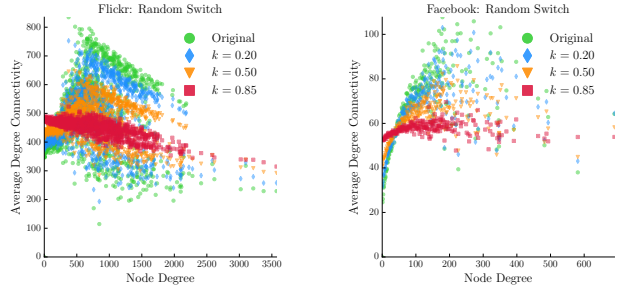 Flickr: Random Switch
Average Degree Connectivity
800
700
600
500
400
300
200
100
0
0 500 1000 1500 2000 2500 3000 3500
Node Degree
Original
k = 0.20
k = 0.50
k = 0.85
Facebook: Random Switch
Average Degree Connectivity
100
80
60
40
20
0
0 100 200 300 400 500 600
Node Degree
Original
k = 0.20
k = 0.50
k = 0.85